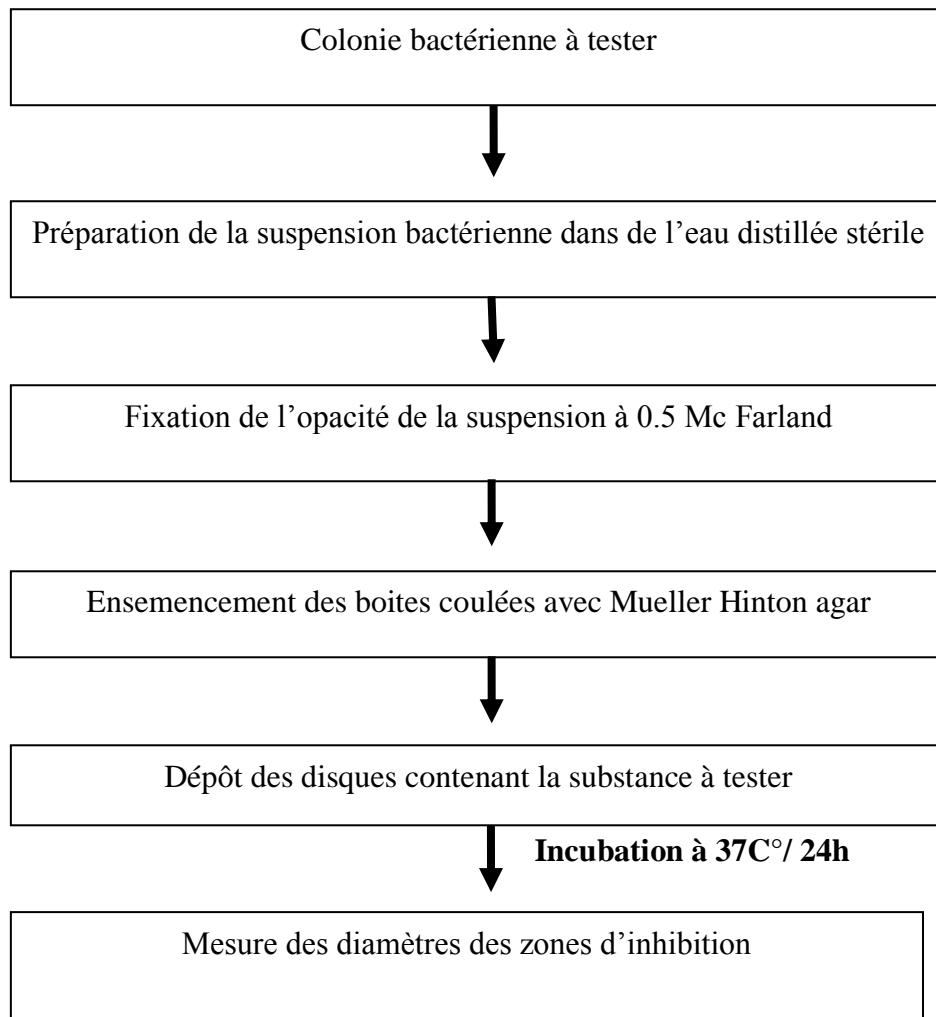 Colonie bactérienne à tester
Préparation de la suspension bactérienne dans de l’eau distillée stérile
Fixation de l’opacité de la suspension à 0.5 Mc Farland
Ensemencement des boites coulées avec Mueller Hinton agar
Dépôt des disques contenant la substance à tester
Incubation à 37C°/ 24h
Mesure des diamètres des zones d’inhibition